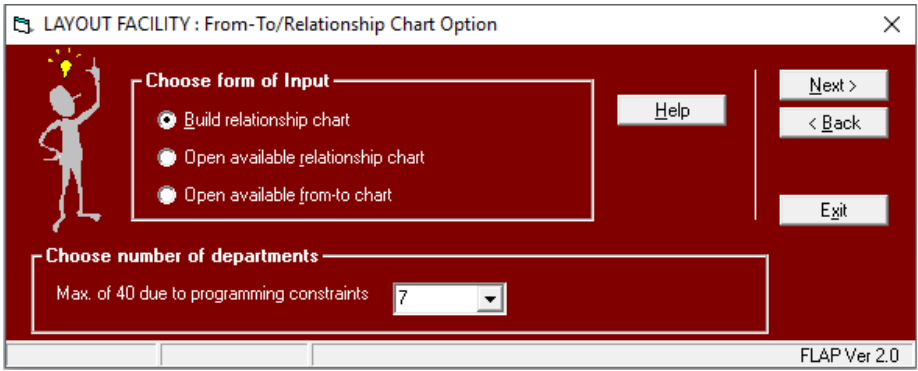 LAYOUT FACILITY : From-To/Relationship Chart Option
Choose form of Input
Build relationship chart
Open available relationship chart
Open available from-to chart
Help
Next >
< Back
Exit
Choose number of departments
Max. of 40 due to programming constraints 7
FLAP Ver 2.0